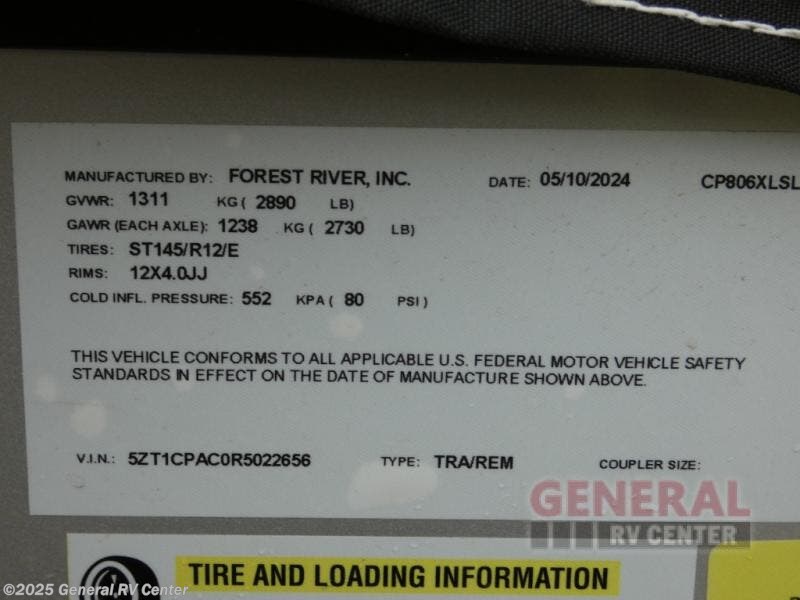 MANUFACTURED BY: FOREST RIVER, INC. DATE: 05/10/2024 CP806XLSL
GVWR: 1311 KG ( 2890 LB)
GAWR (EACH AXLE): 1238 KG ( 2730 LB)
TIRES: ST145/R12/E
RIMS: 12X4.0JJ
COLD INFL. PRESSURE: 552 KPA ( 80 PSI )
THIS VEHICLE CONFORMS TO ALL APPLICABLE U.S. FEDERAL MOTOR VEHICLE SAFETY
STANDARDS IN EFFECT ON THE DATE OF MANUFACTURE SHOWN ABOVE.
V.I.N.: 5ZT1CPAC0R5022656 TYPE: TRA/REM COUPLER SIZE:
GENERAL
RV CENTER
TIRE AND LOADING INFORMATION
©2025 General RV Center